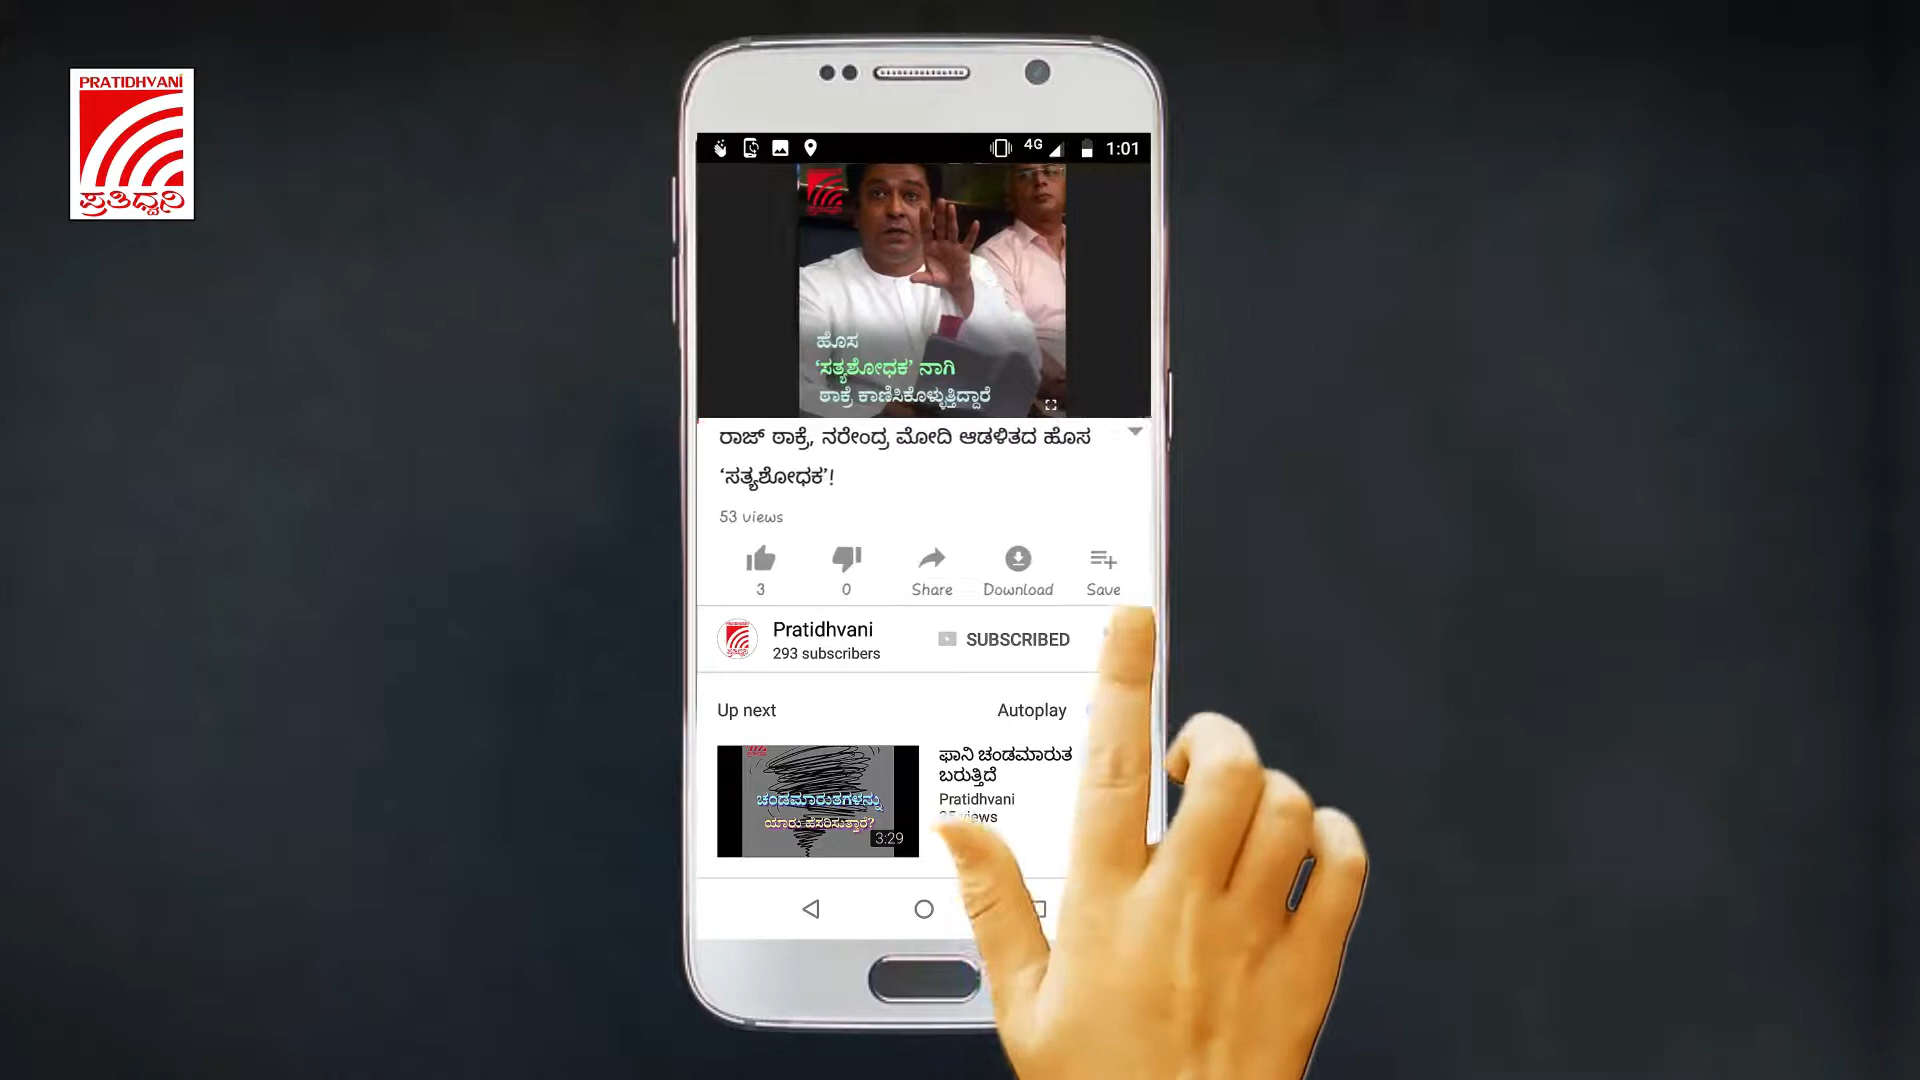 PRATIDHVANI
ಪ್ರತಿಧ್ವನಿ
4G 1:01
ಹೊಸ
‘ಸತ್ಯಶೋಧಕ’ ನಾಗಿ
ಠಾಕ್ರೆ ಕಾಣಿಸಿಕೊಳ್ಳುತ್ತಿದ್ದಾರೆ
ರಾಜ್ ಠಾಕ್ರೆ, ನರೇಂದ್ರ ಮೋದಿ ಆಡಳಿತದ ಹೊಸ
‘ಸತ್ಯಶೋಧಕ’!
53 views
3 0 Share Download Save
Pratidhvani
293 subscribers
SUBSCRIBED
Up next Autoplay
ಚಂಡಮಾರುತಗಳನ್ನು
ಯಾರು ಹೆಸರಿಸುತ್ತಾರೆ?
3:29
ಫಾನಿ ಚಂಡಮಾರುತ
ಬರುತ್ತಿದೆ
Pratidhvani
views